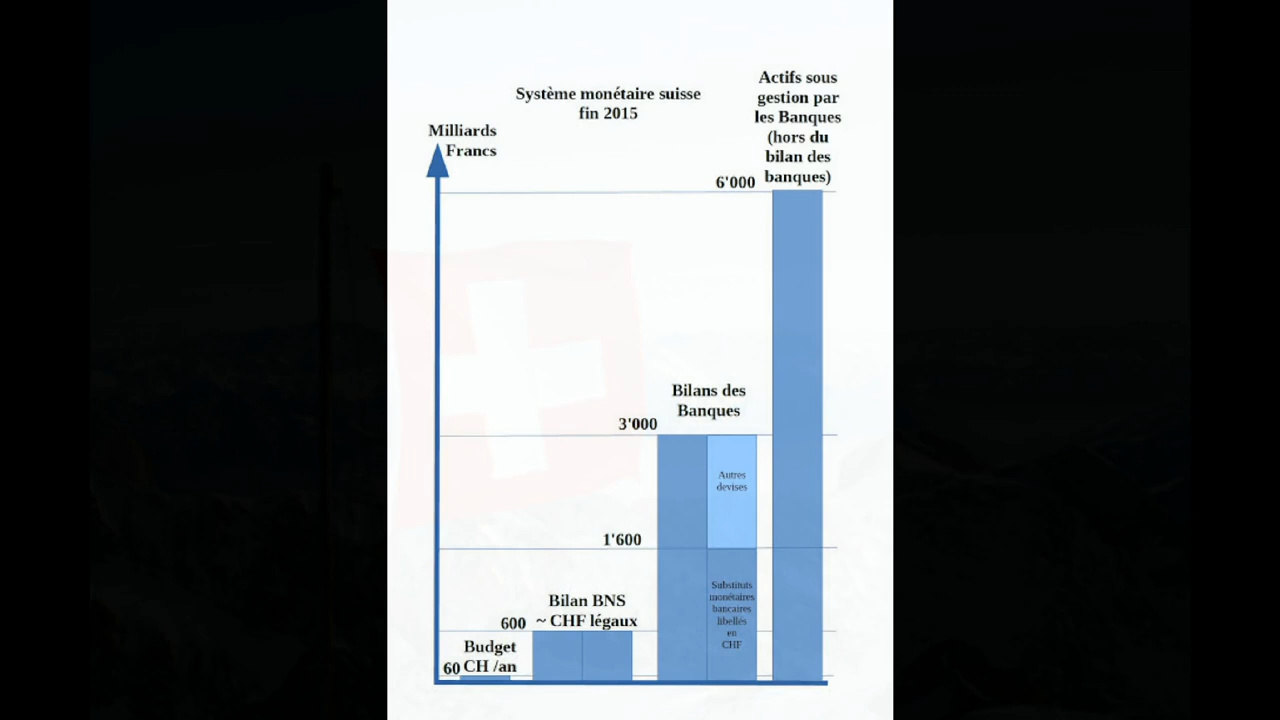 Système monétaire suisse
fin 2015
Milliards
Francs
Actifs sous
gestion par
les Banques
(hors du
bilan des
banques)
6'000
Bilans des
Banques
3'000
Autres
devises
1'600
Substituts
monétaires
bancaires
libellés
en
CHF
Bilan BNS
600 ~ CHF légaux
Budget
60 CH /an